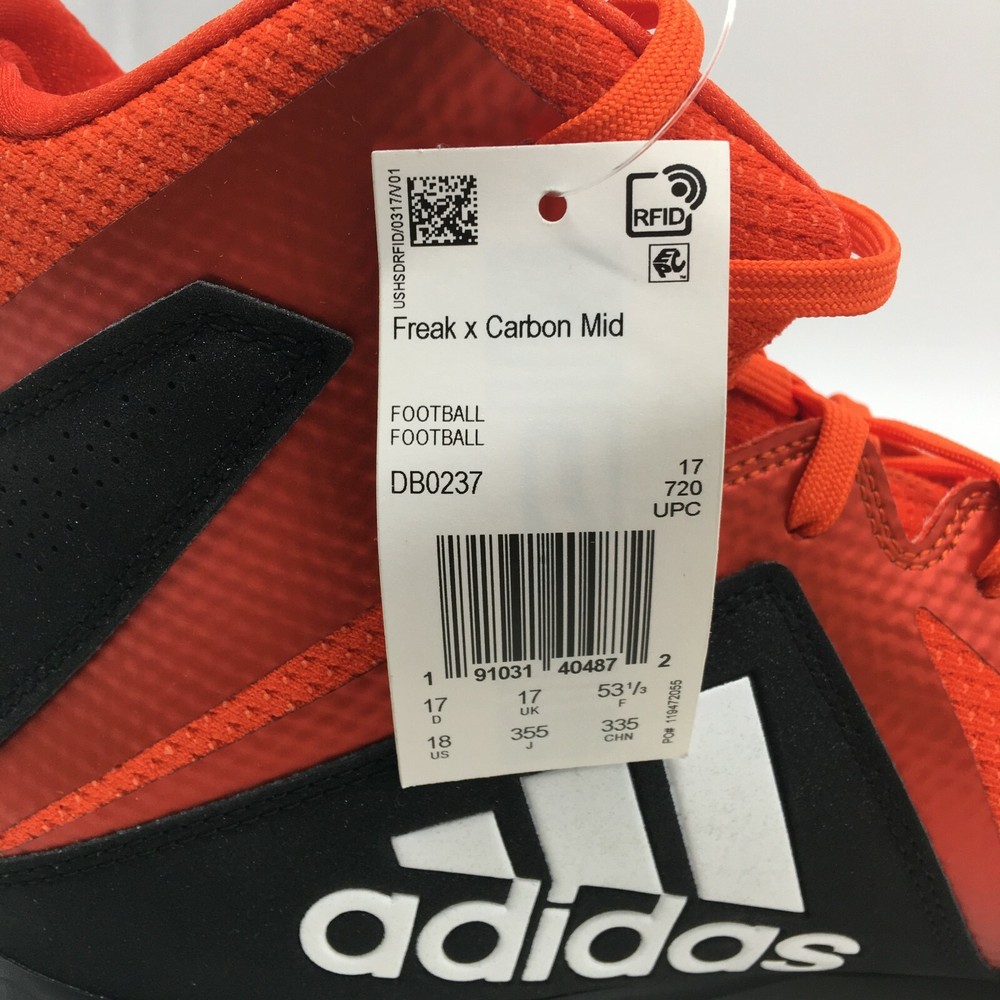 USHSDRFID/0317/V01
RFID
EPC
Freak x Carbon Mid
FOOTBALL
FOOTBALL
DB0237
17
720
UPC
1 91031 40487 2
17 17 53 1/3
D UK F
18 355 335
US J CHN
PO# 119472055
adidas